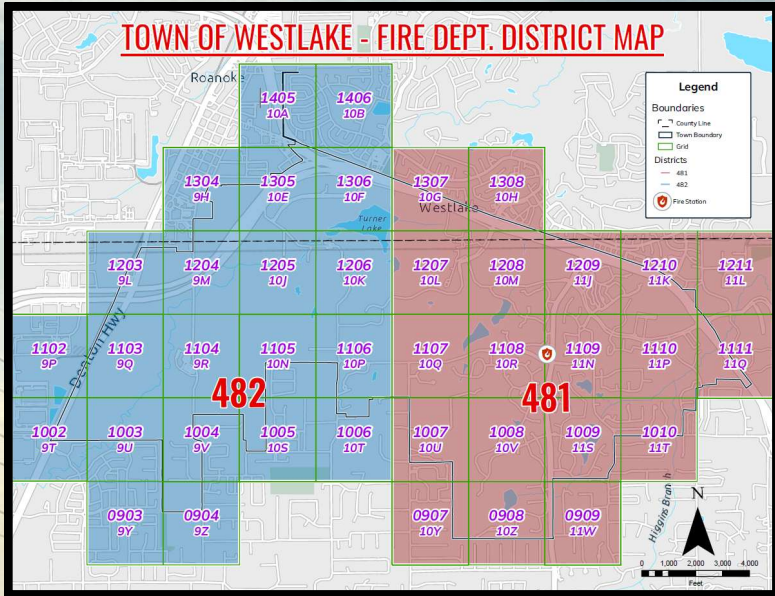 TOWN OF WESTLAKE - FIRE DEPT. DISTRICT MAP
Roanoke
Legend
Boundaries
County Line
Town Boundary
Grid
Districts
481
482
Fire Station
1405 1406
10A 10B
1304 1305 1306 1307 1308
9H 10E 10F 10G 10H
Westlake
Turner
Lake
1203 1204 1205 1206 1207 1208 1209 1210 1211
9L 9M 10J 10K 10L 10M 11J 11K 11L
Denton Hwy
1102 1103 1104 1105 1106 1107 1108 1109 1110 1111
9P 9Q 9R 10N 10P 10Q 10R 11N 11P 11Q
482 481
1002 1003 1004 1005 1006 1007 1008 1009 1010
9T 9U 9V 10S 10T 10U 10V 11S 11T
0903 0904 0907 0908 0909
9Y 9Z 10Y 10Z 11W
Higgins Branch
N
0 1,000 2,000 3,000 4,000
Feet